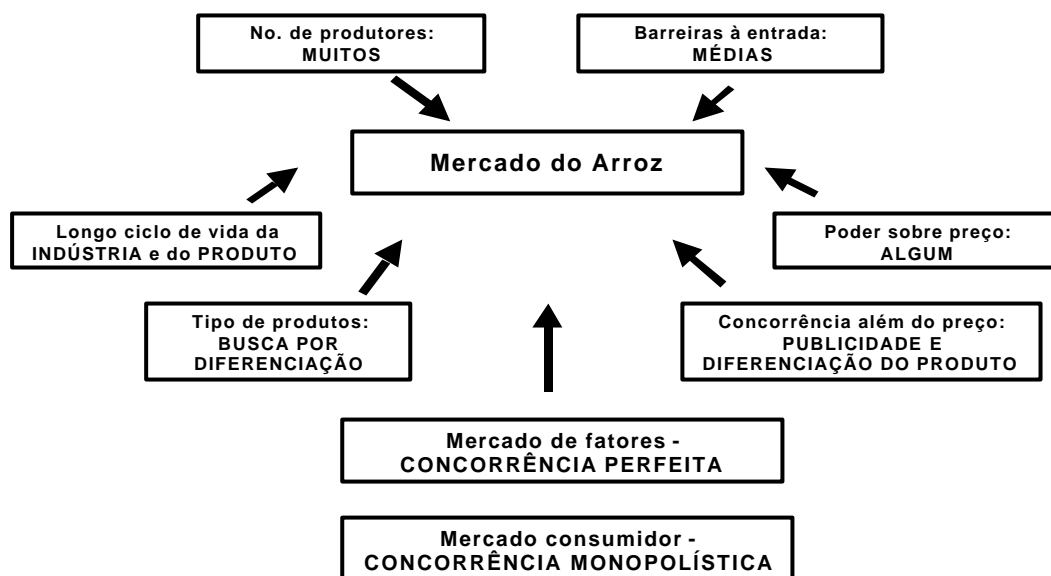 No. de produtores:
MUITOS
Barreiras à entrada:
MÉDIAS
Mercado do Arroz
Longo ciclo de vida da
INDÚSTRIA e do PRODUTO
Poder sobre preço:
ALGUM
Tipo de produtos:
BUSCA POR
DIFERENCIAÇÃO
Concorrência além do preço:
PUBLICIDADE E
DIFERENCIAÇÃO DO PRODUTO
Mercado de fatores -
CONCORRÊNCIA PERFEITA
Mercado consumidor -
CONCORRÊNCIA MONOPOLÍSTICA